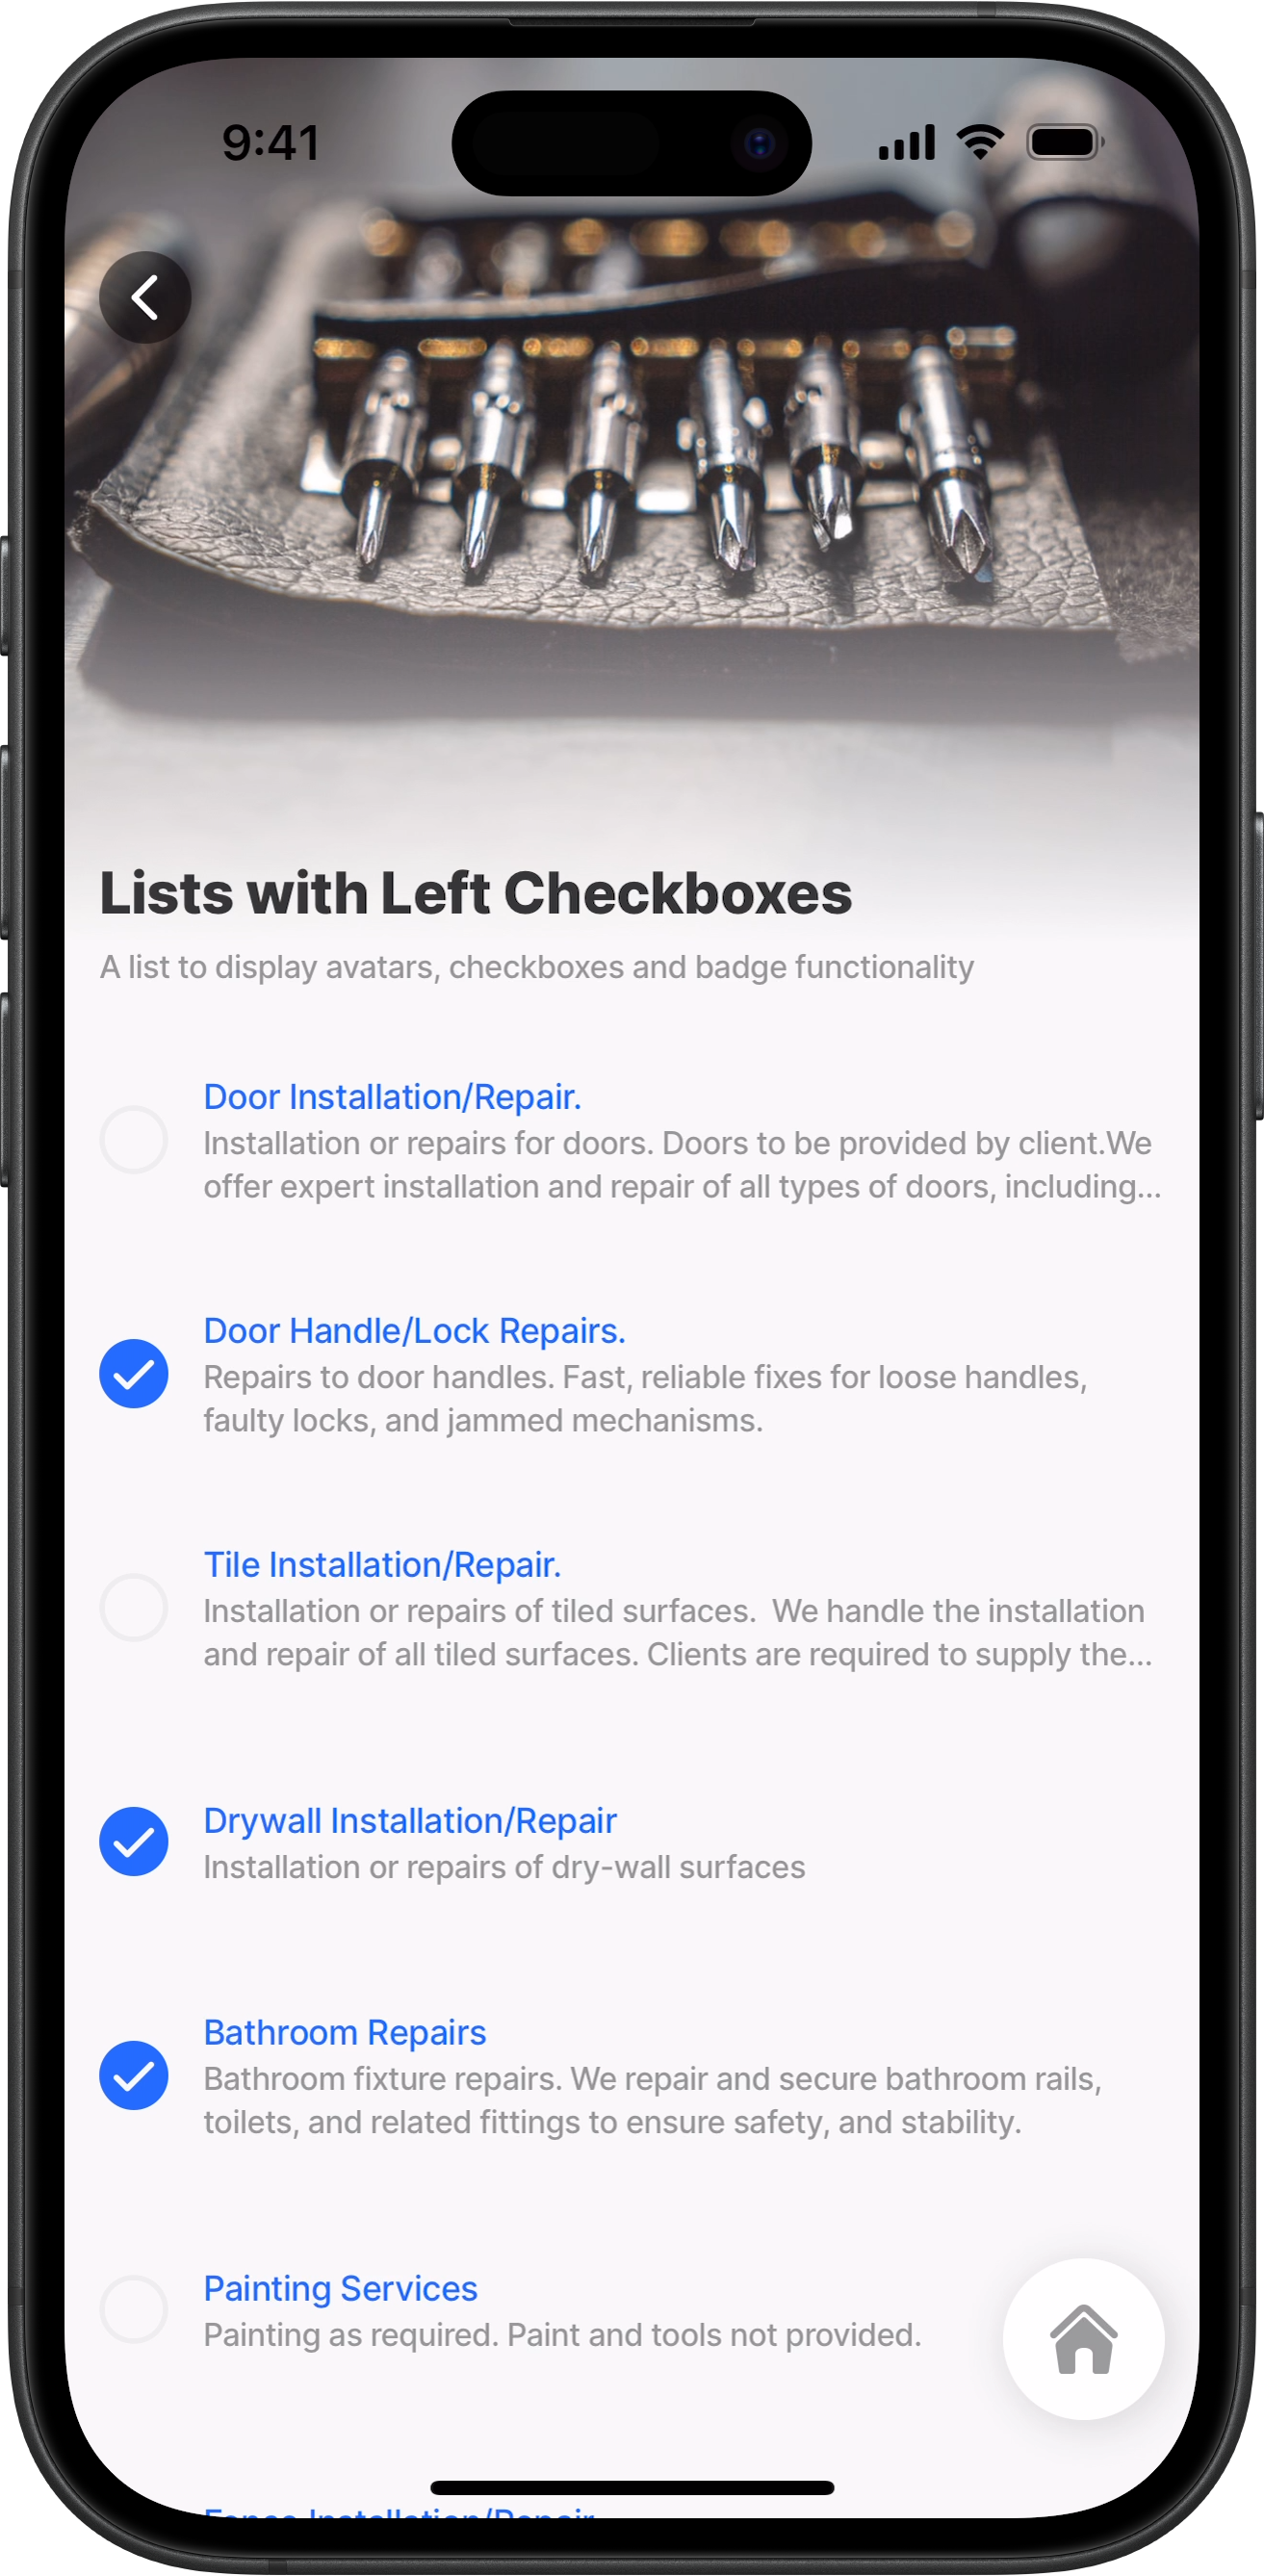 9:41
Lists with Left Checkboxes
A list to display avatars, checkboxes and badge functionality
Door Installation/Repair.
Installation or repairs for doors. Doors to be provided by client.We
offer expert installation and repair of all types of doors, including...
Door Handle/Lock Repairs.
Repairs to door handles. Fast, reliable fixes for loose handles,
faulty locks, and jammed mechanisms.
Tile Installation/Repair.
Installation or repairs of tiled surfaces.  We handle the installation
and repair of all tiled surfaces. Clients are required to supply the...
Drywall Installation/Repair
Installation or repairs of dry-wall surfaces
Bathroom Repairs
Bathroom fixture repairs. We repair and secure bathroom rails,
toilets, and related fittings to ensure safety, and stability.
Painting Services
Painting as required. Paint and tools not provided.
Fence Installation/Repair